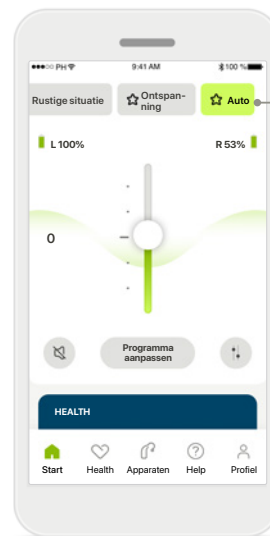 PH 9:41 AM 100 %
Rustige situatie
Ontspan-
ning
Auto
L 100% R 53%
0
Programma
aanpassen
HEALTH
Start Health Apparaten Help Profiel